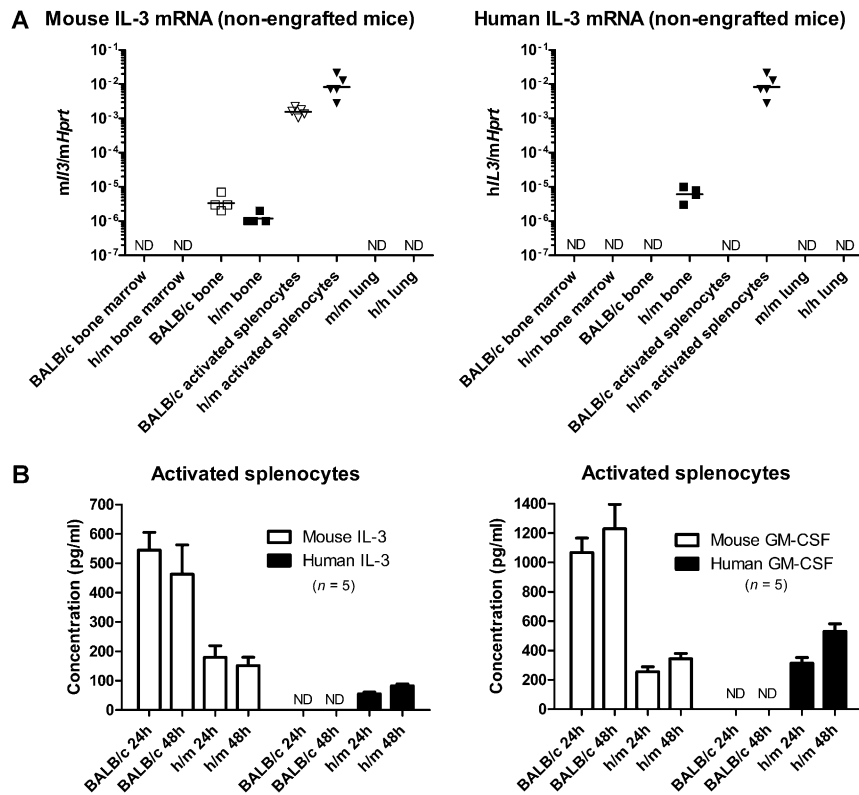 A
Mouse IL-3 mRNA (non-engrafted mice)
mIl3/mHprt
10-1
10-2
10-3
10-4
10-5
10-6
10-7
ND
ND
ND
ND
BALB/c bone marrow
h/m bone marrow
BALB/c bone
h/m bone
BALB/c activated splenocytes
h/m activated splenocytes
m/m lung
h/h lung
Human IL-3 mRNA (non-engrafted mice)
hIL3/mHprt
10-1
10-2
10-3
10-4
10-5
10-6
10-7
ND
ND
ND
ND
ND
ND
BALB/c bone marrow
h/m bone marrow
BALB/c bone
h/m bone
BALB/c activated splenocytes
h/m activated splenocytes
m/m lung
h/h lung
B
Activated splenocytes
Concentration (pg/ml)
700
600
500
400
300
200
100
0
Mouse IL-3
Human IL-3
(n = 5)
ND
ND
BALB/c 24h
BALB/c 48h
h/m 24h
h/m 48h
BALB/c 24h
BALB/c 48h
h/m 24h
h/m 48h
Activated splenocytes
Concentration (pg/ml)
1400
1200
1000
800
600
400
200
0
Mouse GM-CSF
Human GM-CSF
(n = 5)
ND
ND
BALB/c 24h
BALB/c 48h
h/m 24h
h/m 48h
BALB/c 24h
BALB/c 48h
h/m 24h
h/m 48h